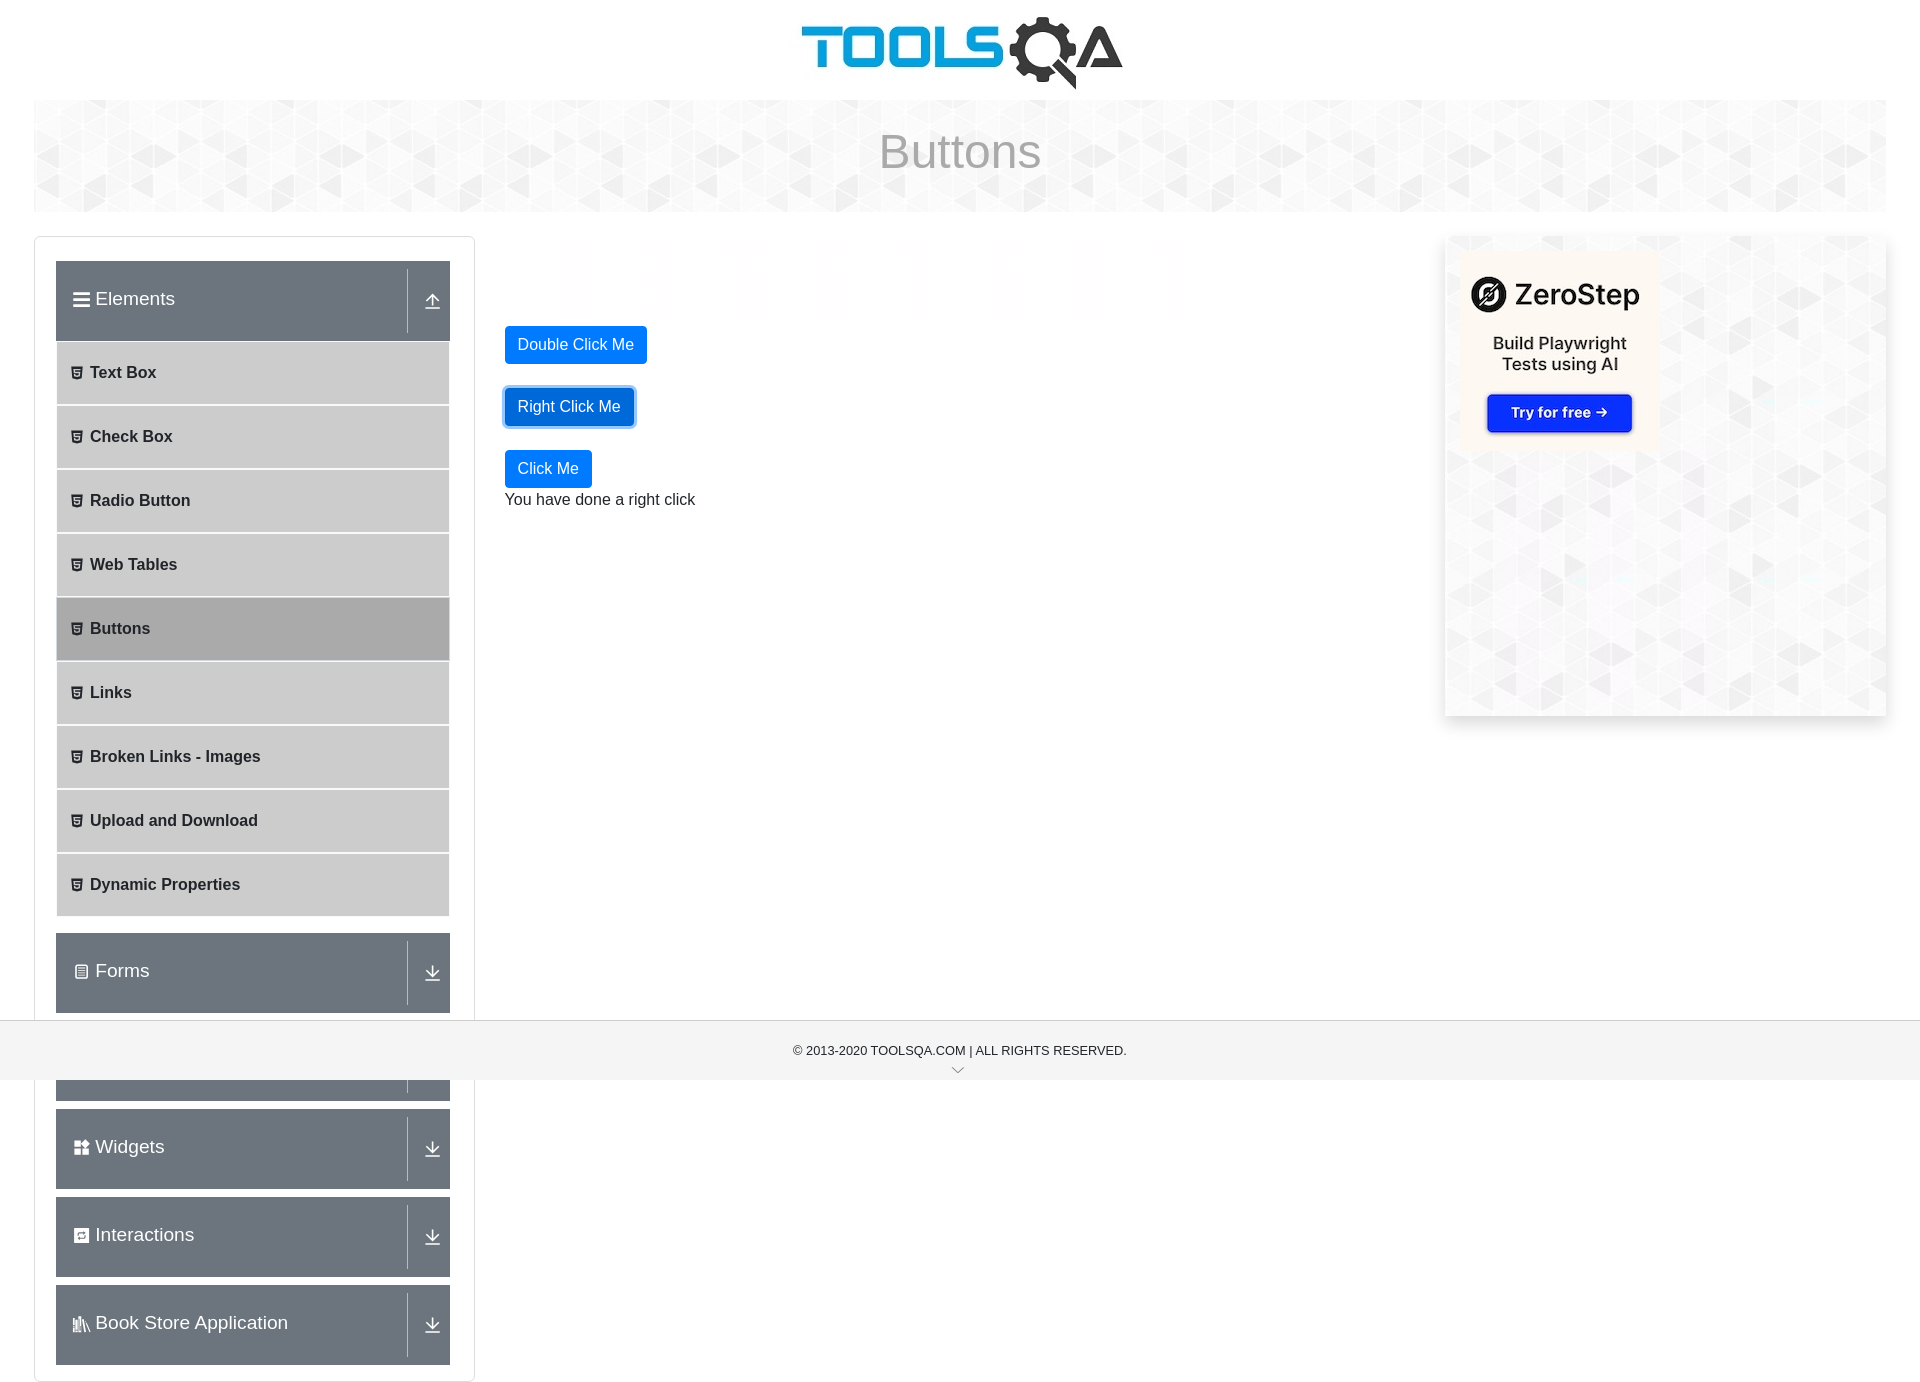 TOOLSQA
Buttons
Elements
Text Box
Check Box
Radio Button
Web Tables
Buttons
Links
Broken Links - Images
Upload and Download
Dynamic Properties
Forms
Widgets
Interactions
Book Store Application
Double Click Me
Right Click Me
Click Me
You have done a right click
ZeroStep
Build Playwright
Tests using AI
Try for free →
© 2013-2020 TOOLSQA.COM | ALL RIGHTS RESERVED.